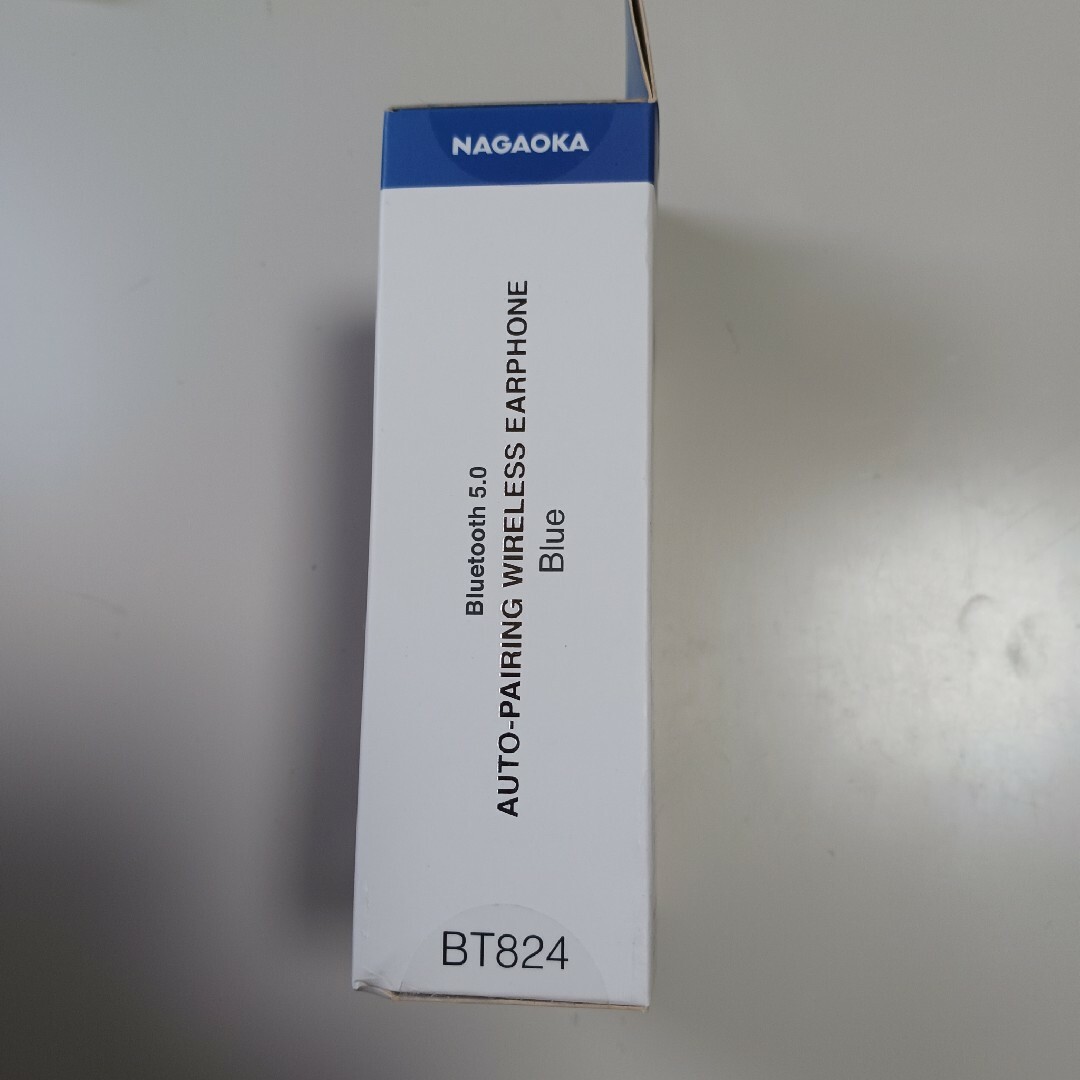 NAGAOKA
Bluetooth 5.0
AUTO-PAIRING WIRELESS EARPHONE
Blue
BT824